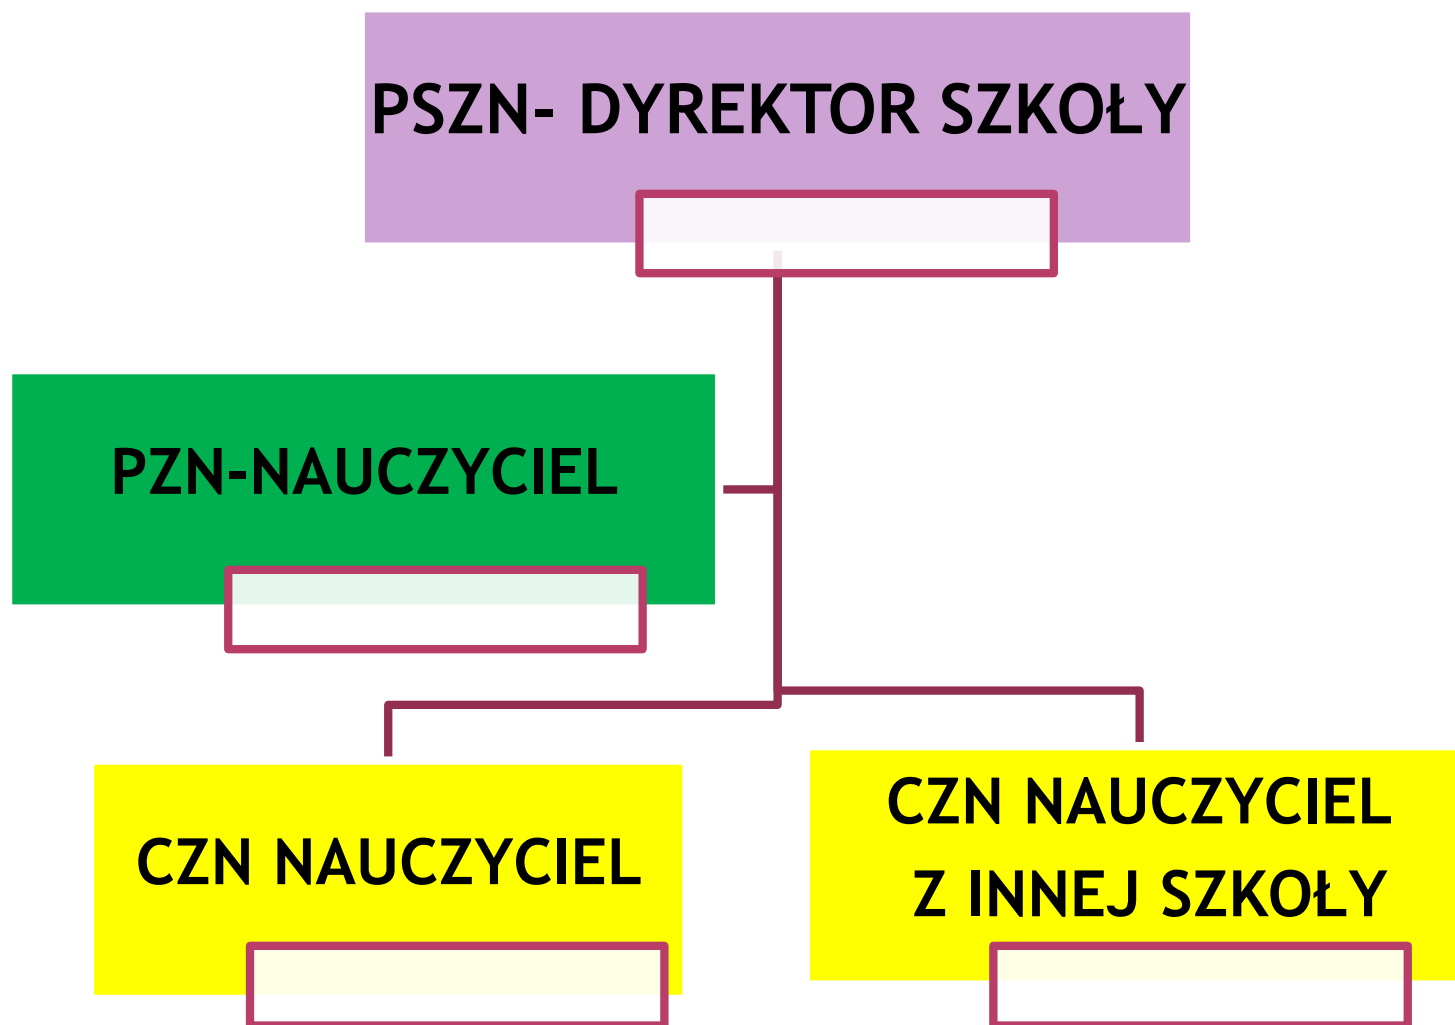 PSZN- DYREKTOR SZKOŁY
PZN-NAUCZYCIEL
CZN NAUCZYCIEL
CZN NAUCZYCIEL
Z INNEJ SZKOŁY